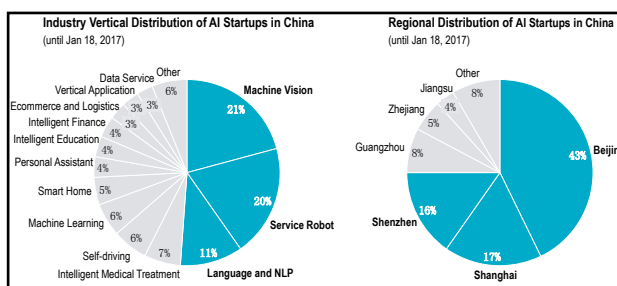 Industry Vertical Distribution of AI Startups in China
(until Jan 18, 2017)
Other
6%
Data Service
3%
Vertical Application
3%
Ecommerce and Logistics
3%
Intelligent Finance
4%
Intelligent Education
4%
Personal Assistant
4%
Smart Home
5%
Machine Learning
6%
Self-driving
6%
Intelligent Medical Treatment
7%
Machine Vision
21%
Service Robot
20%
Language and NLP
11%
Regional Distribution of AI Startups in China
(until Jan 18, 2017)
Other
8%
Jiangsu
4%
Zhejiang
5%
Guangzhou
8%
Beijin
43%
Shenzhen
16%
Shanghai
17%